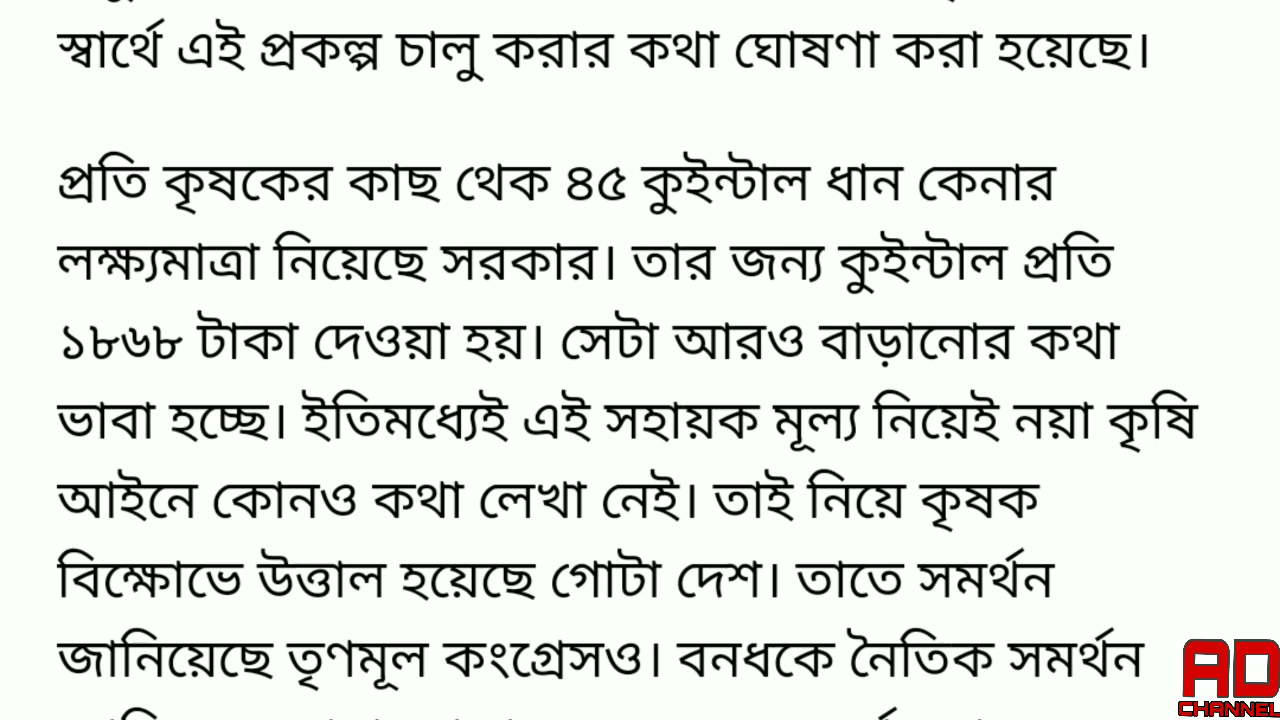 স্বার্থে এই প্রকল্প চালু করার কথা ঘোষণা করা হয়েছে।
প্রতি কৃষকের কাছ থেক ৪৫ কুইন্টাল ধান কেনার
লক্ষ্যমাত্রা নিয়েছে সরকার। তার জন্য কুইন্টাল প্রতি
১৮৬৮ টাকা দেওয়া হয়। সেটা আরও বাড়ানোর কথা
ভাবা হচ্ছে। ইতিমধ্যেই এই সহায়ক মূল্য নিয়েই নয়া কৃষি
আইনে কোনও কথা লেখা নেই। তাই নিয়ে কৃষক
বিক্ষোভে উত্তাল হয়েছে গোটা দেশ। তাতে সমর্থন
জানিয়েছে তৃণমূল কংগ্রেসও। বনধকে নৈতিক সমর্থন
AD
CHANNEL